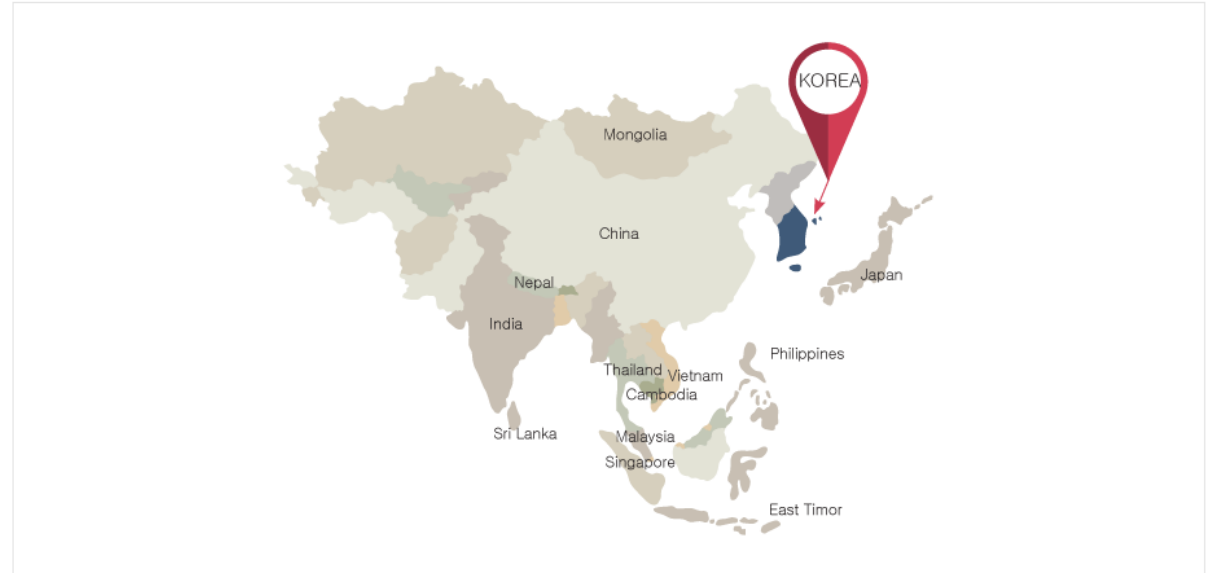 KOREA
Mongolia
China
Japan
Nepal
India
Philippines
Thailand
Vietnam
Cambodia
Sri Lanka
Malaysia
Singapore
East Timor